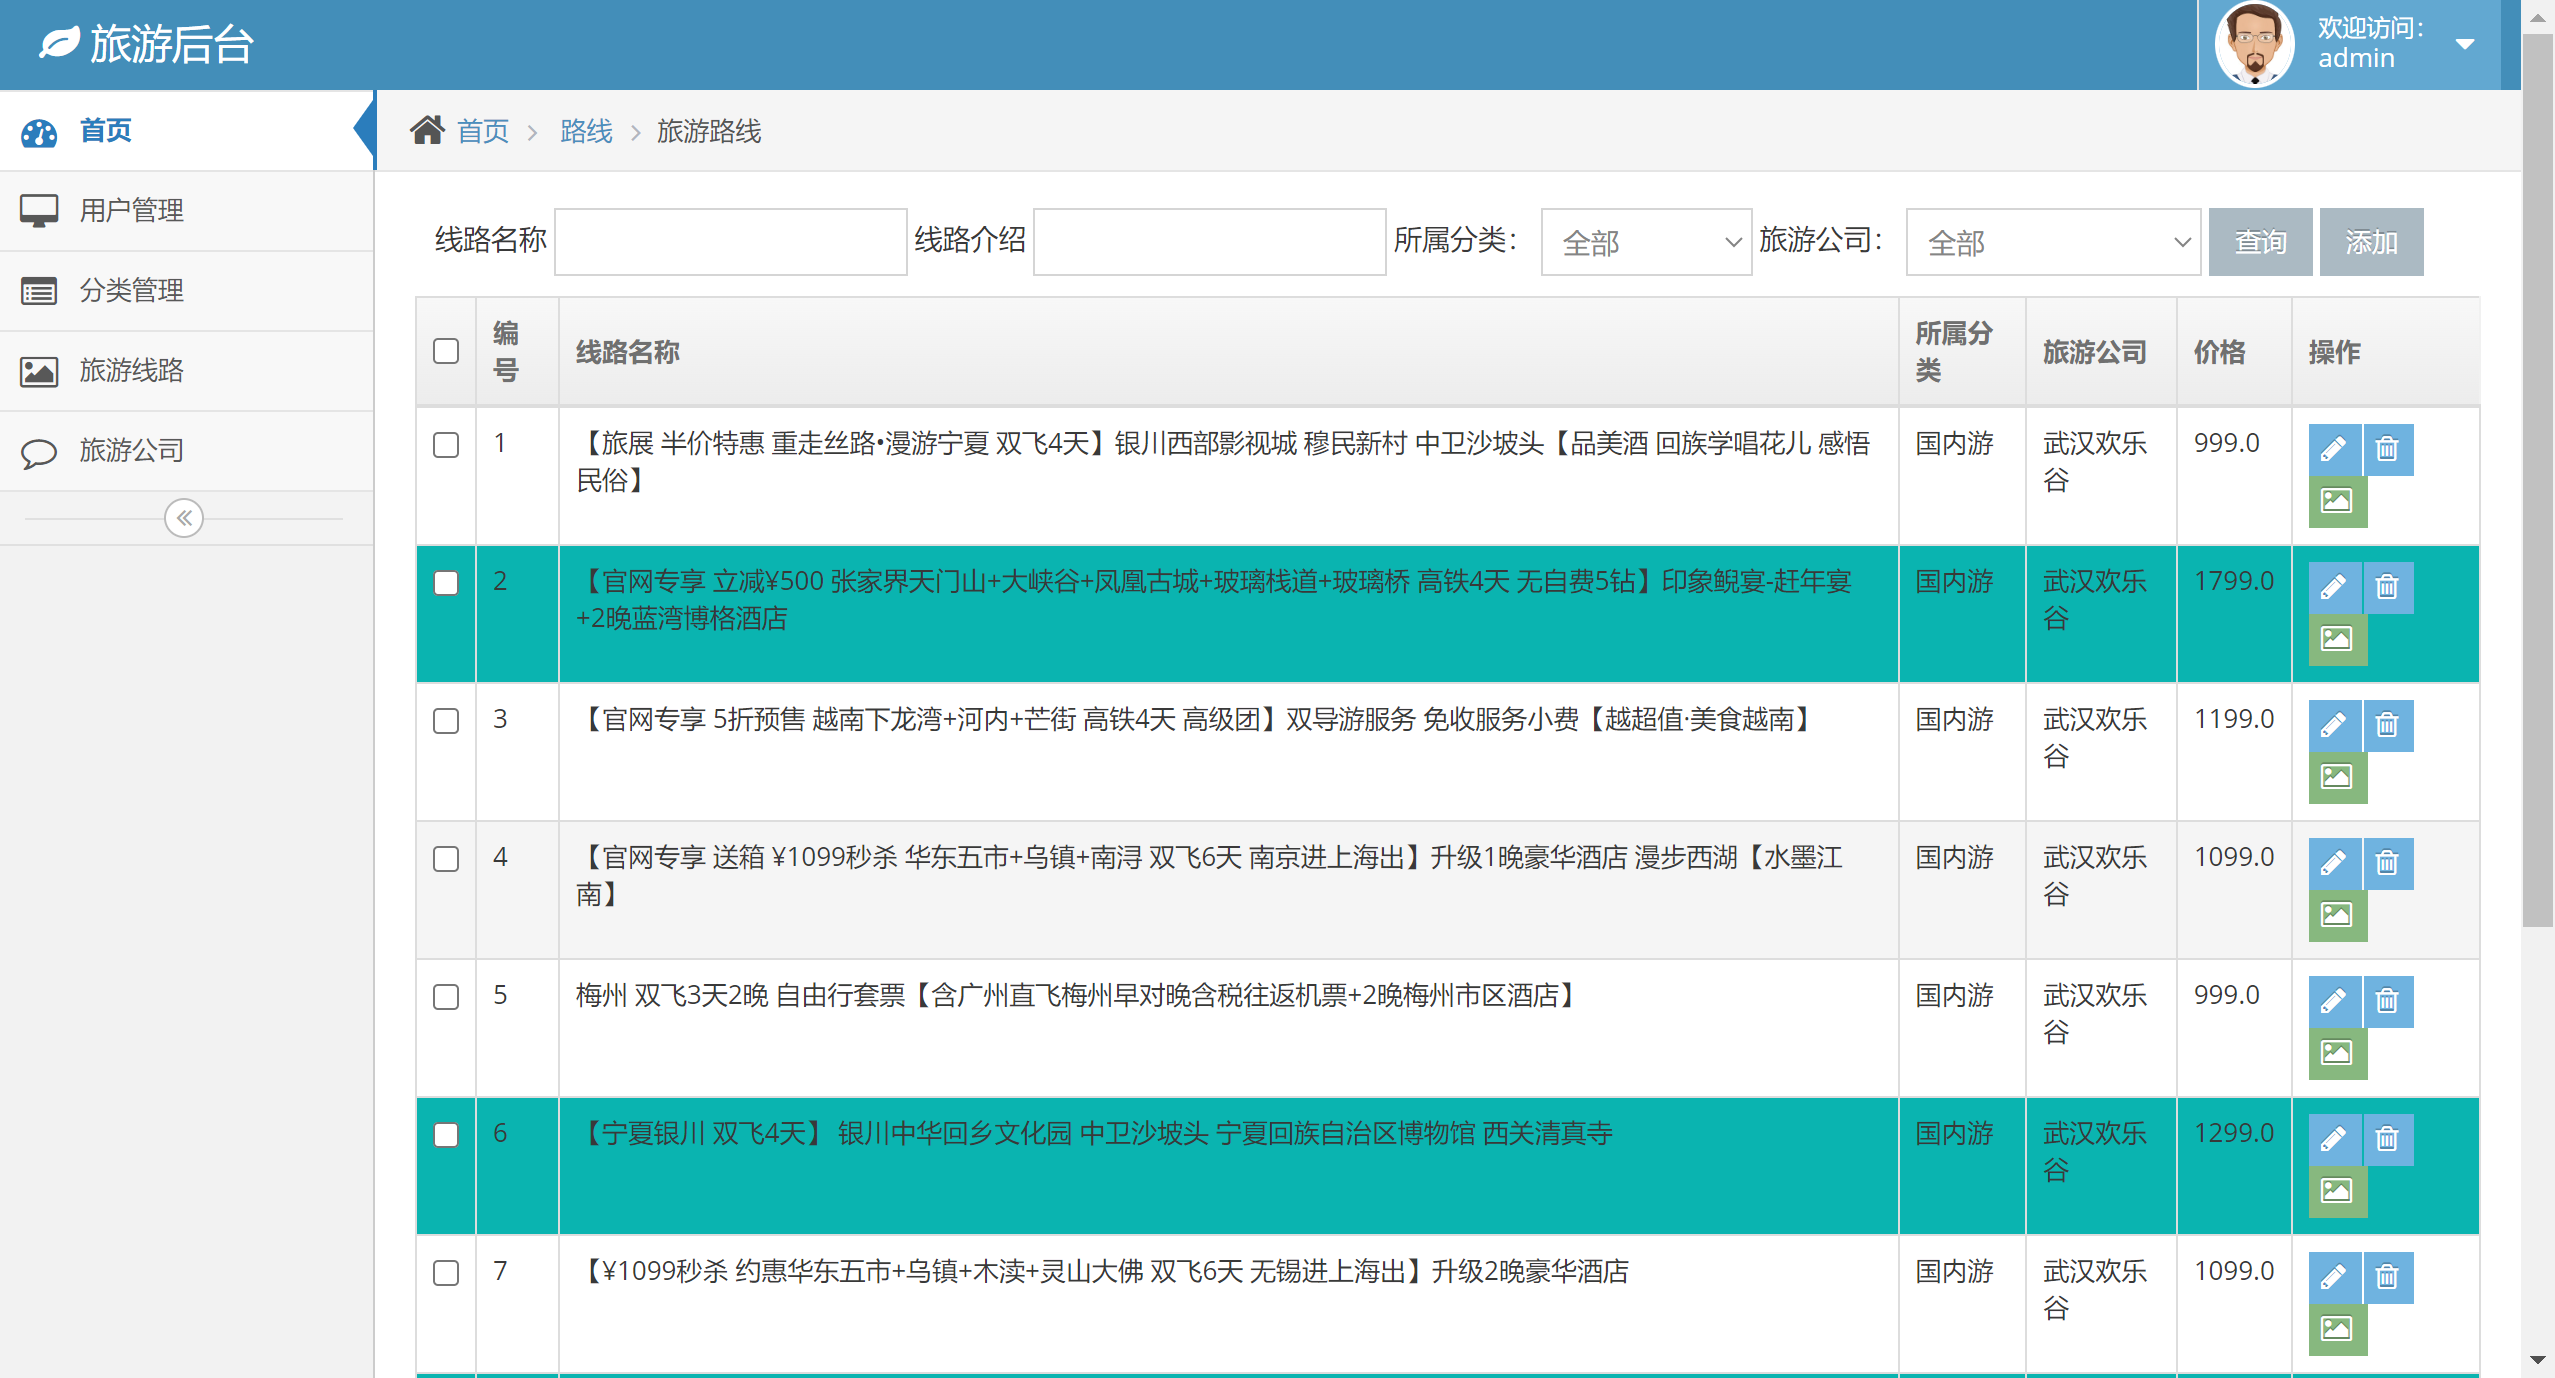 旅游后台
欢迎访问：
admin
首页
用户管理
分类管理
旅游线路
旅游公司
首页 路线 旅游路线
线路名称 线路介绍 所属分类： 全部 旅游公司： 全部 查询 添加
编号 线路名称 所属分类 旅游公司 价格 操作
1 【旅展 半价特惠 重走丝路•漫游宁夏 双飞4天】银川西部影视城 穆民新村 中卫沙坡头【品美酒 回族学唱花儿 感悟 国内游 武汉欢乐 999.0
民俗】 谷
2 【官网专享 立减¥500 张家界天门山+大峡谷+凤凰古城+玻璃栈道+玻璃桥 高铁4天 无自费5钻】印象鲵宴-赶年宴 国内游 武汉欢乐 1799.0
+2晚蓝湾博格酒店 谷
3 【官网专享 5折预售 越南下龙湾+河内+芒街 高铁4天 高级团】双导游服务 免收服务小费【越超值·美食越南】 国内游 武汉欢乐 1199.0
谷
4 【官网专享 送箱 ¥1099秒杀 华东五市+乌镇+南浔 双飞6天 南京进上海出】升级1晚豪华酒店 漫步西湖【水墨江 国内游 武汉欢乐 1099.0
南】 谷
5 梅州 双飞3天2晚 自由行套票【含广州直飞梅州早对晚含税往返机票+2晚梅州市区酒店】 国内游 武汉欢乐 999.0
谷
6 【宁夏银川 双飞4天】 银川中华回乡文化园 中卫沙坡头 宁夏回族自治区博物馆 西关清真寺 国内游 武汉欢乐 1299.0
谷
7 【¥1099秒杀 约惠华东五市+乌镇+木渎+灵山大佛 双飞6天 无锡进上海出】升级2晚豪华酒店 国内游 武汉欢乐 1099.0
谷